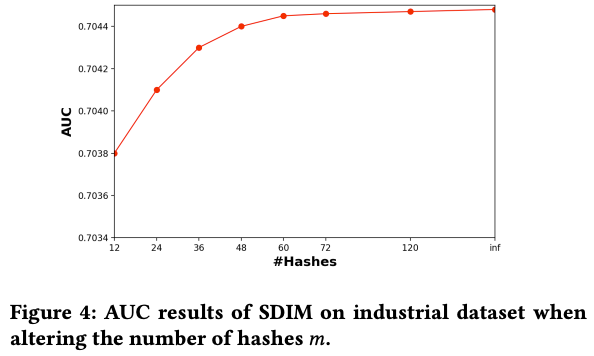 0.7044
0.7042
0.7040
0.7038
0.7036
0.7034
AUC
12 24 36 48 60 72 120 inf
#Hashes
Figure 4: AUC results of SDIM on industrial dataset when
altering the number of hashes m.